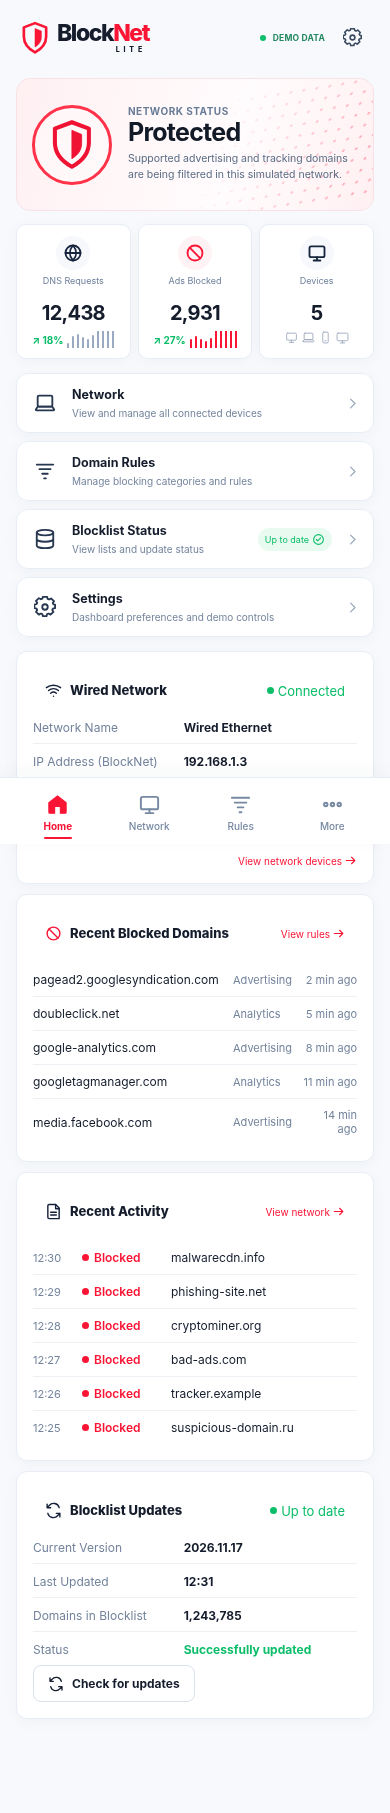 BlockNet
LITE
DEMO DATA
NETWORK STATUS
Protected
Supported advertising and tracking domains
are being filtered in this simulated network.
DNS Requests
12,438
18%
Ads Blocked
2,931
27%
Devices
5
Network
View and manage all connected devices
Domain Rules
Manage blocking categories and rules
Blocklist Status
View lists and update status
Up to date
Settings
Dashboard preferences and demo controls
Wired Network
Connected
Network Name Wired Ethernet
IP Address (BlockNet) 192.168.1.3
Home Network Rules More
View network devices
Recent Blocked Domains
View rules
pagead2.googlesyndication.com Advertising 2 min ago
doubleclick.net Analytics 5 min ago
google-analytics.com Advertising 8 min ago
googletagmanager.com Analytics 11 min ago
media.facebook.com Advertising 14 min
ago
Recent Activity
View network
12:30 Blocked malwarecdn.info
12:29 Blocked phishing-site.net
12:28 Blocked cryptominer.org
12:27 Blocked bad-ads.com
12:26 Blocked tracker.example
12:25 Blocked suspicious-domain.ru
Blocklist Updates
Up to date
Current Version 2026.11.17
Last Updated 12:31
Domains in Blocklist 1,243,785
Status Successfully updated
Check for updates